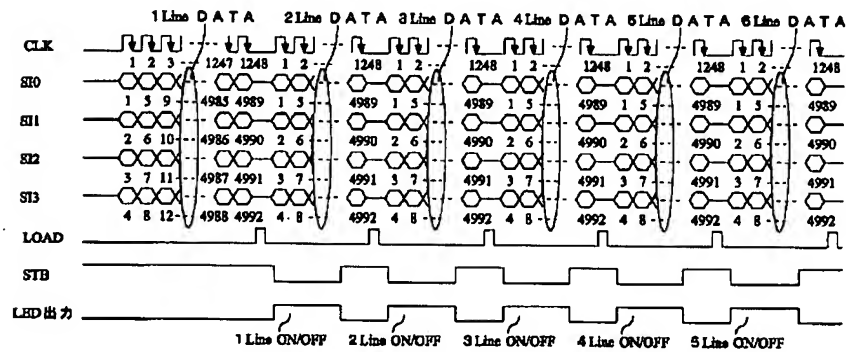 1 Line D A T A 2 Line D A T A 3 Line D A T A 4 Line D A T A 5 Line D A T A 6 Line D A T A
CLK
1 2 3 1247 1248 1 2 1248 1 2 1248 1 2 1248 1 2 1248 1 2 1248 1 2 1248
SI0
1 5 9 4985 4989 1 5 4989 1 5 4989 1 5 4989 1 5 4989 1 5 4989
SI1
2 6 10 4986 4990 2 6 4990 2 6 4990 2 6 4990 2 6 4990 2 6 4990
SI2
3 7 11 4987 4991 3 7 4991 3 7 4991 3 7 4991 3 7 4991 3 7 4991
SI3
4 8 12 4988 4992 4 8 4992 4 8 4992 4 8 4992 4 8 4992 4 8 4992
LOAD
STB
LED出力
1 Line ON/OFF 2 Line ON/OFF 3 Line ON/OFF 4 Line ON/OFF 5 Line ON/OFF